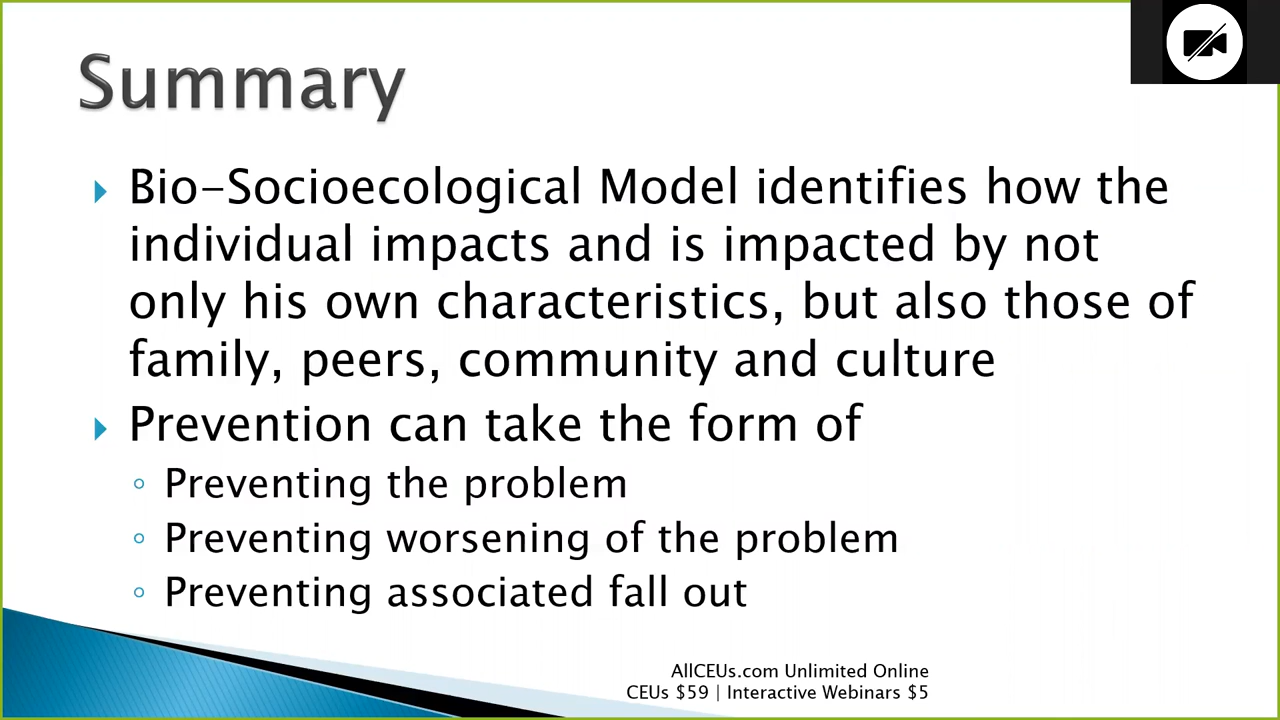 Summary
Bio-Socioecological Model identifies how the
individual impacts and is impacted by not
only his own characteristics, but also those of
family, peers, community and culture
Prevention can take the form of
Preventing the problem
Preventing worsening of the problem
Preventing associated fall out
AllCEUs.com Unlimited Online
CEUs $59 | Interactive Webinars $5